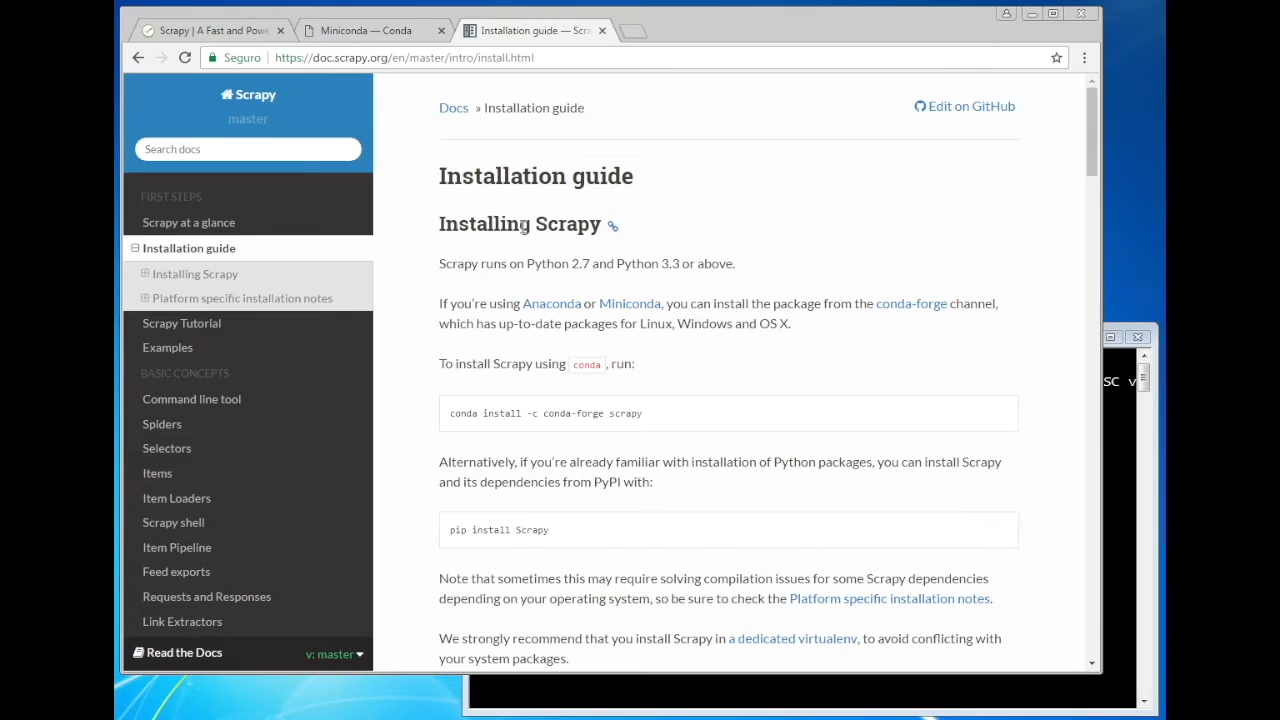 Scrapy | A Fast and Powe
Miniconda — Conda
Installation guide — Scra
Seguro
https://doc.scrapy.org/en/master/intro/install.html
Scrapy
master
Search docs
FIRST STEPS
Scrapy at a glance
Installation guide
Installing Scrapy
Platform specific installation notes
Scrapy Tutorial
Examples
BASIC CONCEPTS
Command line tool
Spiders
Selectors
Items
Item Loaders
Scrapy shell
Item Pipeline
Feed exports
Requests and Responses
Link Extractors
Read the Docs
v: master
Docs » Installation guide
Edit on GitHub
Installation guide
Installing Scrapy
Scrapy runs on Python 2.7 and Python 3.3 or above.
If you’re using Anaconda or Miniconda, you can install the package from the conda-forge channel,
which has up-to-date packages for Linux, Windows and OS X.
To install Scrapy using conda, run:
conda install -c conda-forge scrapy
Alternatively, if you’re already familiar with installation of Python packages, you can install Scrapy
and its dependencies from PyPI with:
pip install Scrapy
Note that sometimes this may require solving compilation issues for some Scrapy dependencies
depending on your operating system, so be sure to check the Platform specific installation notes.
We strongly recommend that you install Scrapy in a dedicated virtualenv, to avoid conflicting with
your system packages.
SC v